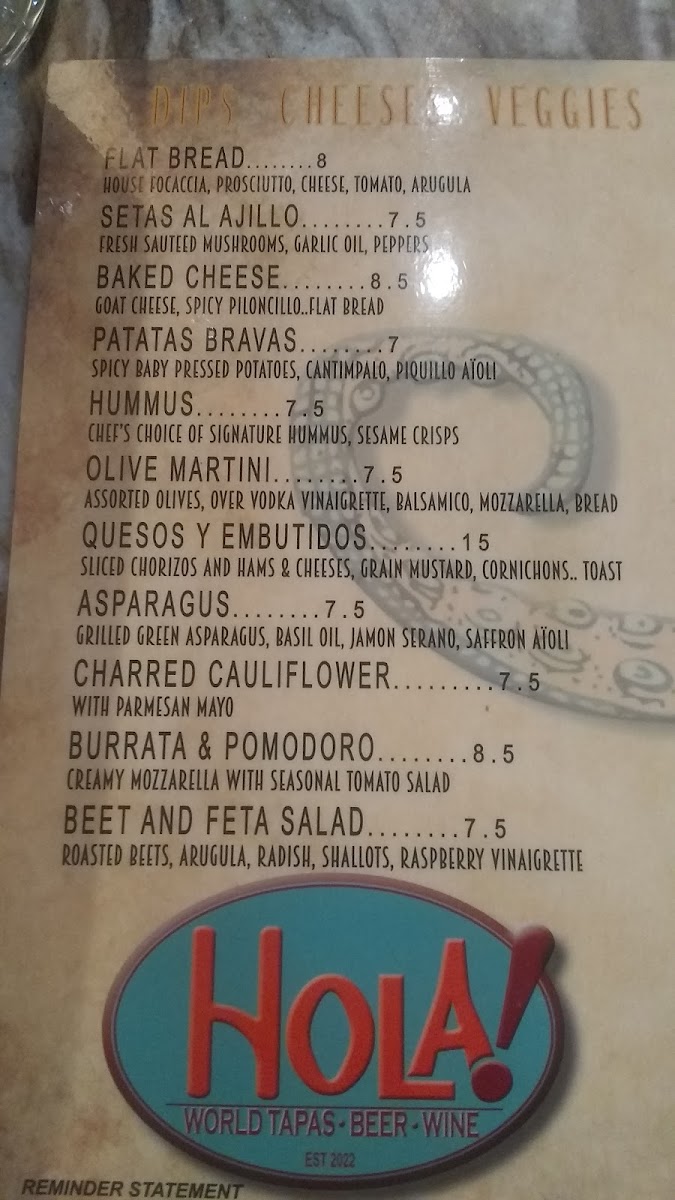 DIPS CHEESES VEGGIES
FLAT BREAD........8
HOUSE FOCACCIA, PROSCIUTTO, CHEESE, TOMATO, ARUGULA
SETAS AL AJILLO........7.5
FRESH SAUTEED MUSHROOMS, GARLIC OIL, PEPPERS
BAKED CHEESE........8.5
GOAT CHEESE, SPICY PILONCILLO..FLAT BREAD
PATATAS BRAVAS........7
SPICY BABY PRESSED POTATOES, CANTIMPALO, PIQUILLO AÏOLI
HUMMUS........7.5
CHEF'S CHOICE OF SIGNATURE HUMMUS, SESAME CRISPS
OLIVE MARTINI........7.5
ASSORTED OLIVES, OVER VODKA VINAIGRETTE, BALSAMICO, MOZZARELLA, BREAD
QUESOS Y EMBUTIDOS........15
SLICED CHORIZOS AND HAMS & CHEESES, GRAIN MUSTARD, CORNICHONS.. TOAST
ASPARAGUS........7.5
GRILLED GREEN ASPARAGUS, BASIL OIL, JAMON SERANO, SAFFRON AÏOLI
CHARRED CAULIFLOWER.........7.5
WITH PARMESAN MAYO
BURRATA & POMODORO........8.5
CREAMY MOZZARELLA WITH SEASONAL TOMATO SALAD
BEET AND FETA SALAD........7.5
ROASTED BEETS, ARUGULA, RADISH, SHALLOTS, RASPBERRY VINAIGRETTE
HOLA!
WORLD TAPAS - BEER - WINE
EST 2022
REMINDER STATEMENT